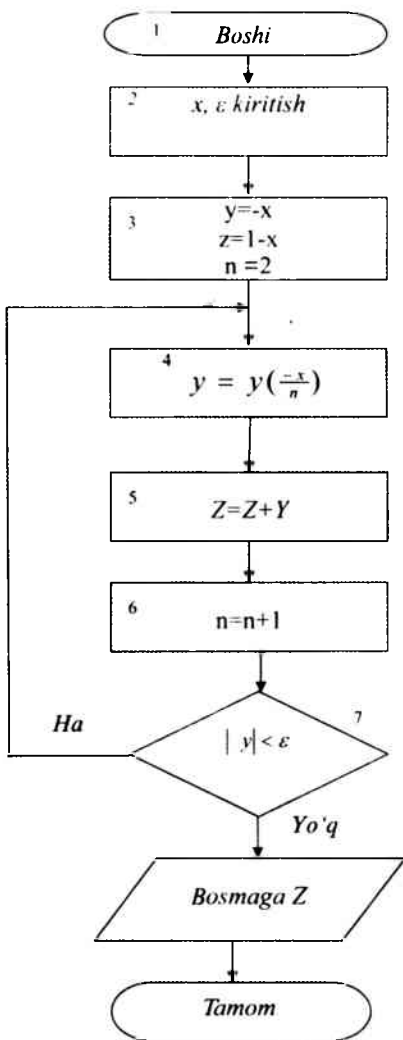 1 Boshi
2 x, ε kiritish
3 y=-x
z=1-x
n =2
4 y = y(-x/n)
5 Z=Z+Y
6 n=n+1
Ha
7
| y|< ε
Yo'q
Bosmaga Z
Tamom